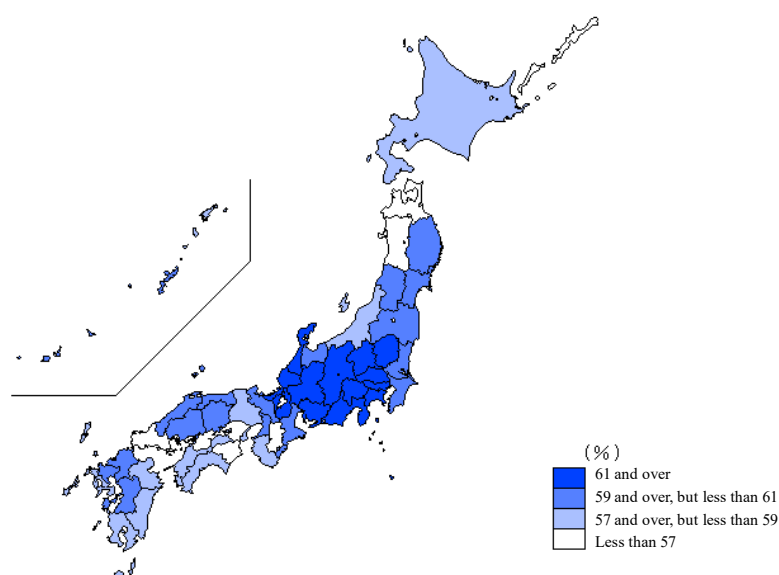 (%)
61 and over
59 and over, but less than 61
57 and over, but less than 59
Less than 57